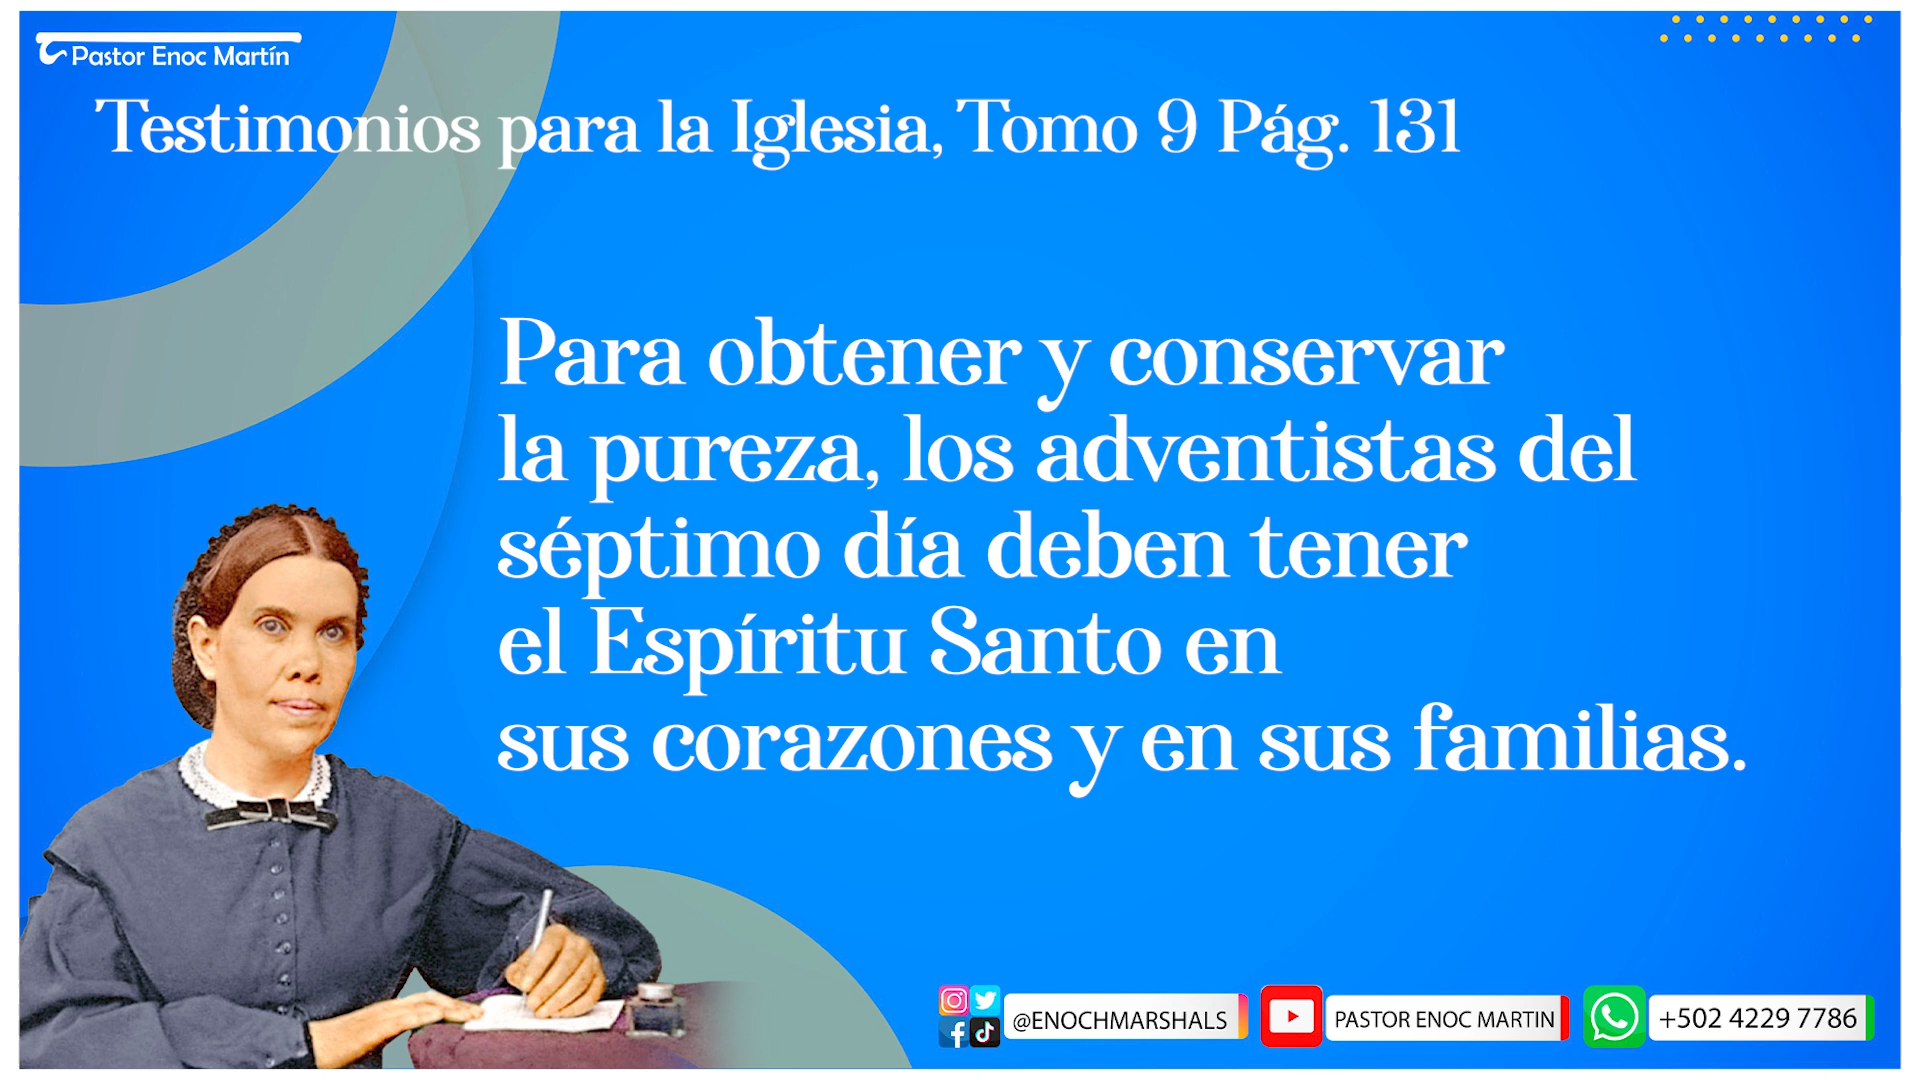 Pastor Enoc Martín
Testimonios para la Iglesia, Tomo 9 Pág. 131
Para obtener y conservar
la pureza, los adventistas del
séptimo día deben tener
el Espíritu Santo en
sus corazones y en sus familias.
@ENOCHMARSHALS
PASTOR ENOC MARTIN
+502 4229 7786